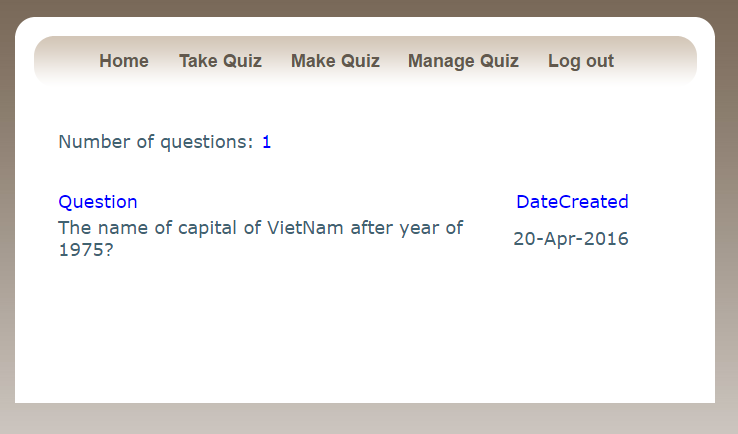 Home Take Quiz Make Quiz Manage Quiz Log out
Number of questions: 1
Question DateCreated
The name of capital of VietNam after year of
1975?
20-Apr-2016